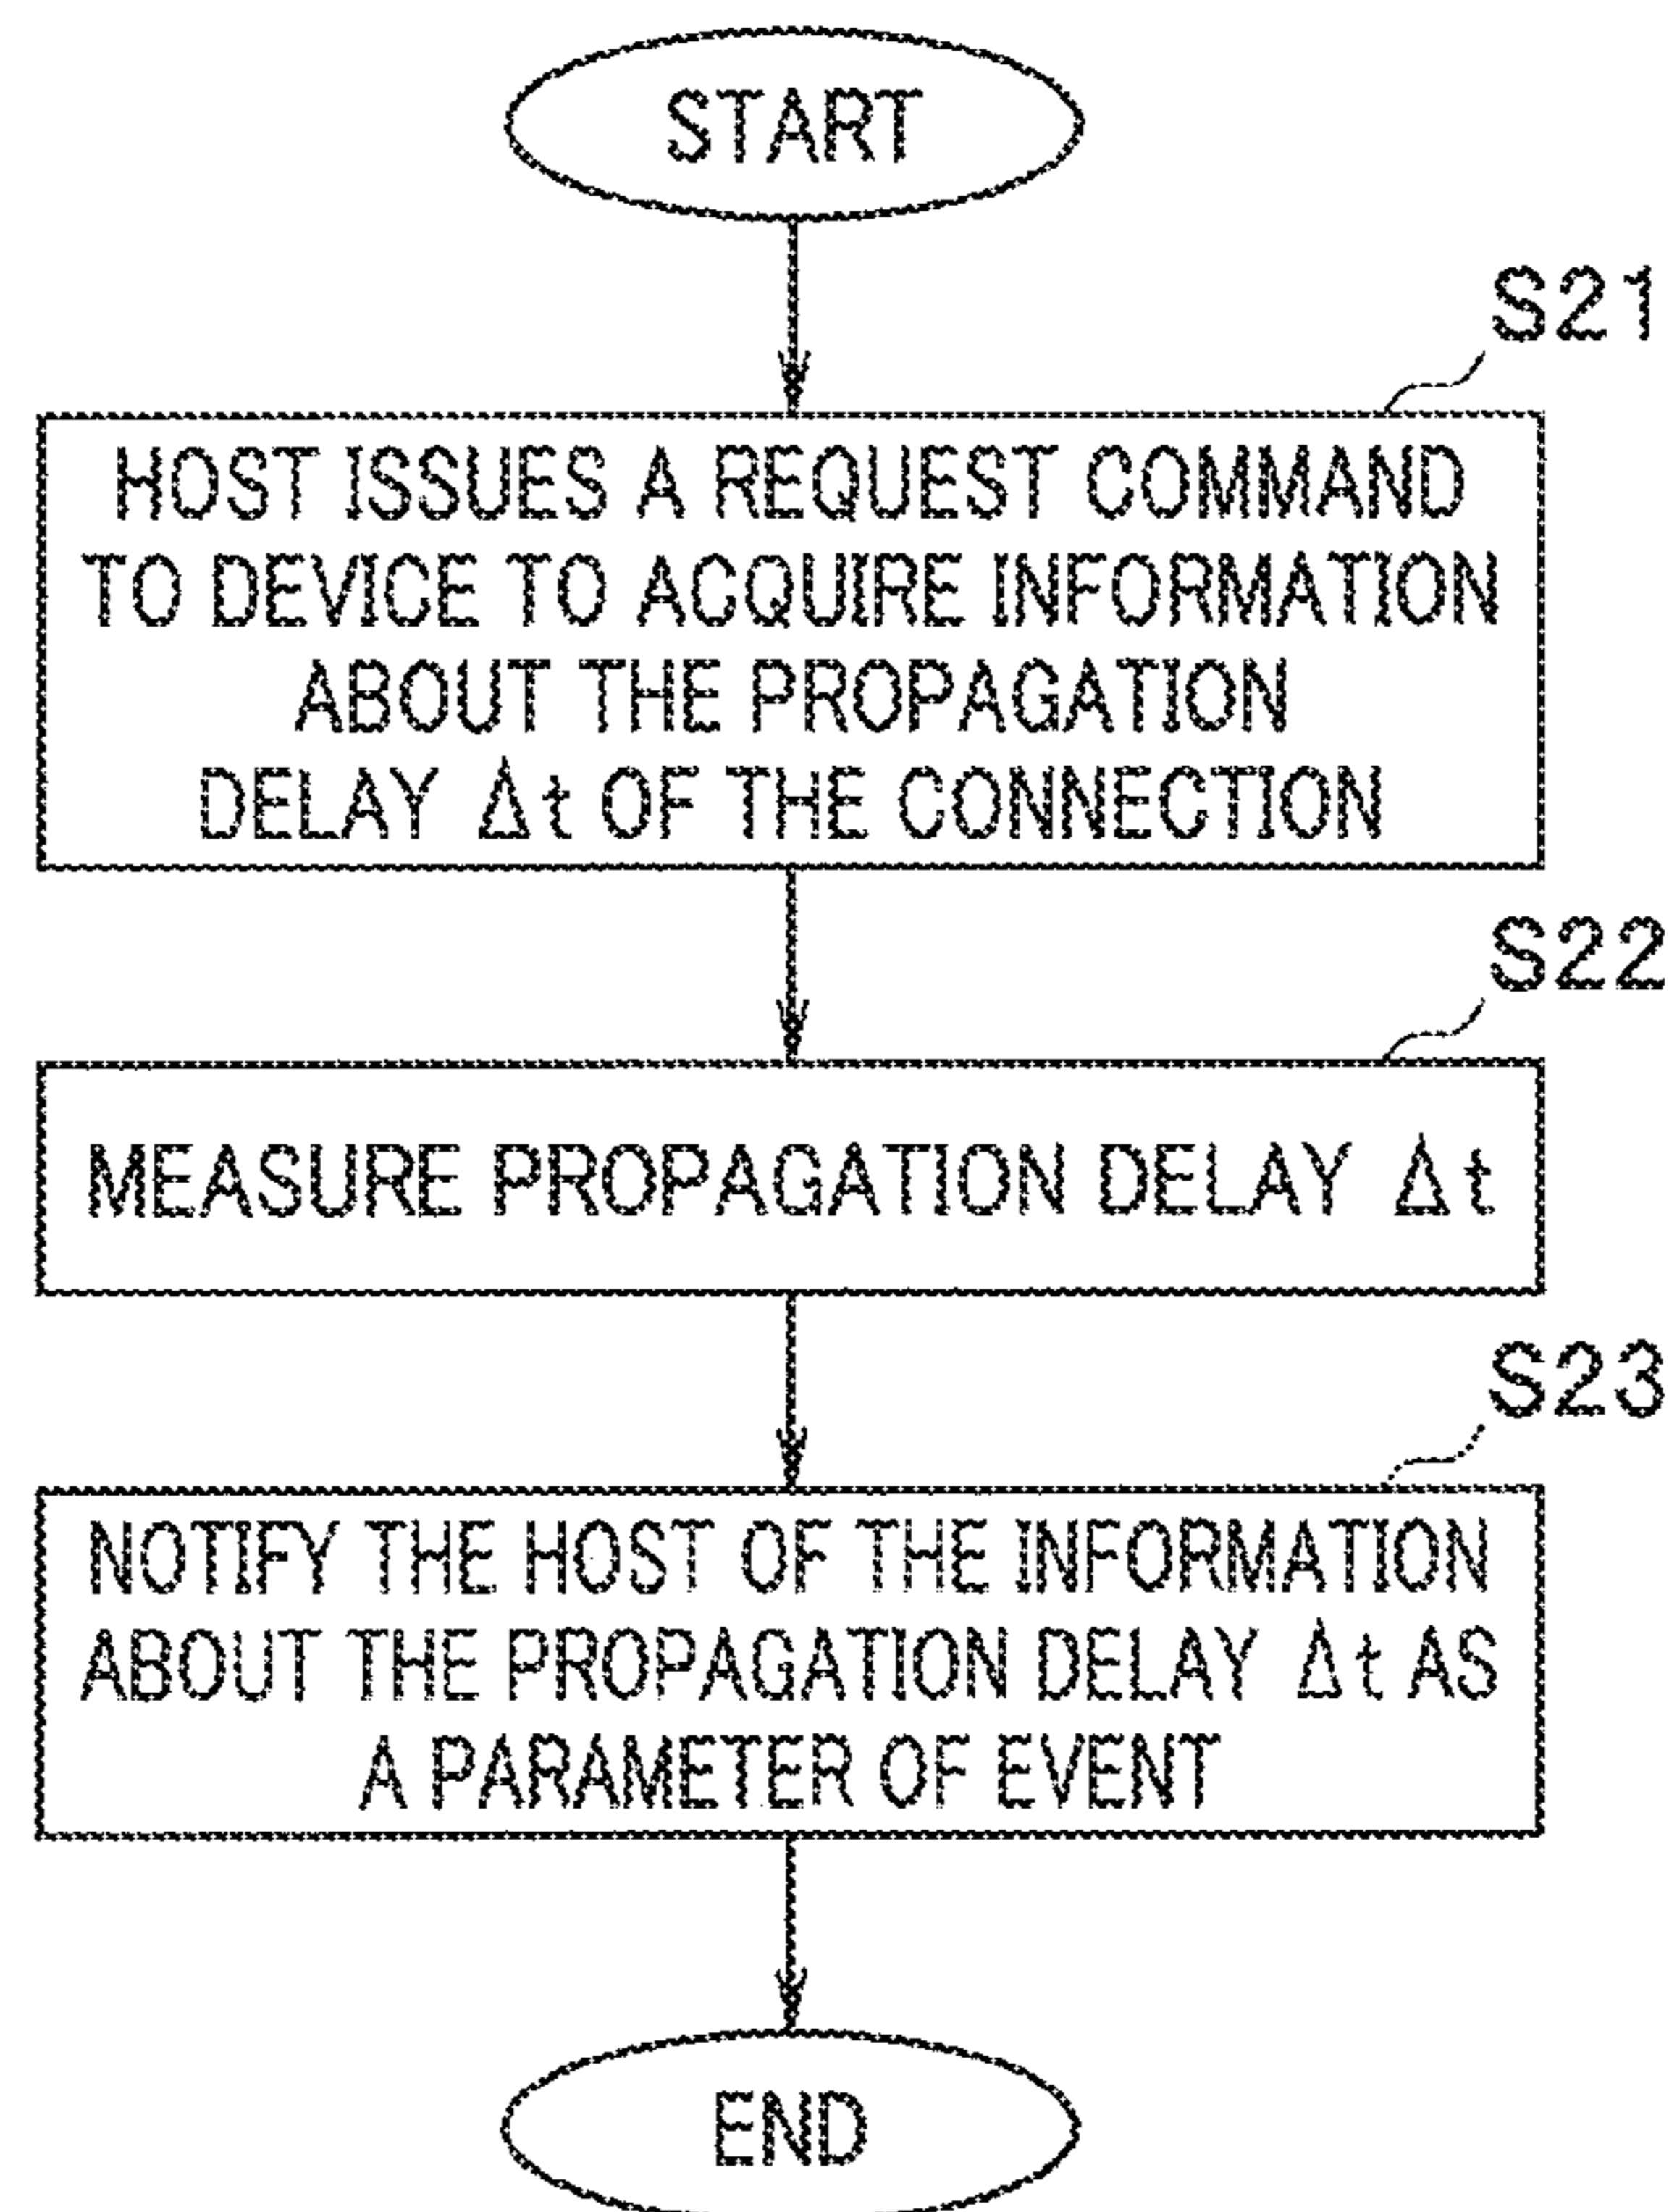 START
S21
HOST ISSUES A REQUEST COMMAND
TO DEVICE TO ACQUIRE INFORMATION
ABOUT THE PROPAGATION
DELAY Δt OF THE CONNECTION
S22
MEASURE PROPAGATION DELAY Δt
S23
NOTIFY THE HOST OF THE INFORMATION
ABOUT THE PROPAGATION DELAY Δt AS
A PARAMETER OF EVENT
END